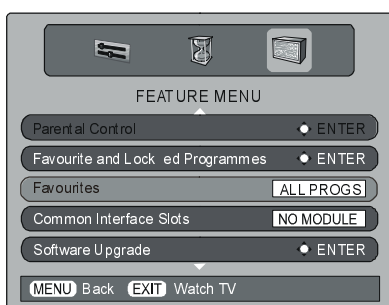 FEATURE MENU
Parental Control ENTER
Favourite and Lock ed Programmes ENTER
Favourites ALL PROGS
Common Interface Slots NO MODULE
Software Upgrade ENTER
MENU Back EXIT Watch TV